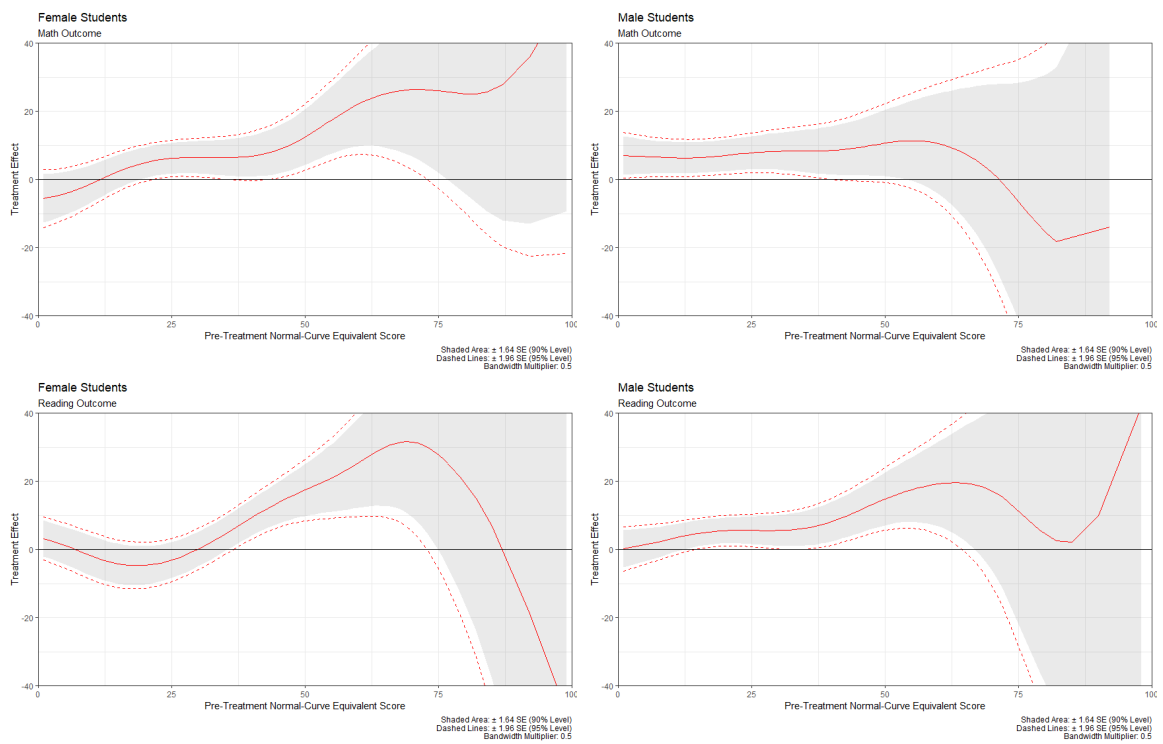 Female Students
Math Outcome
40
20
0
-20
-40
Treatment Effect
0
25
50
75
100
Pre-Treatment Normal-Curve Equivalent Score
Shaded Area: ± 1.64 SE (90% Level)
Dashed Lines: ± 1.96 SE (95% Level)
Bandwidth Multiplier: 0.5
Male Students
Math Outcome
40
20
0
-20
-40
Treatment Effect
0
25
50
75
100
Pre-Treatment Normal-Curve Equivalent Score
Shaded Area: ± 1.64 SE (90% Level)
Dashed Lines: ± 1.96 SE (95% Level)
Bandwidth Multiplier: 0.5
Female Students
Reading Outcome
40
20
0
-20
-40
Treatment Effect
0
25
50
75
100
Pre-Treatment Normal-Curve Equivalent Score
Shaded Area: ± 1.64 SE (90% Level)
Dashed Lines: ± 1.96 SE (95% Level)
Bandwidth Multiplier: 0.5
Male Students
Reading Outcome
40
20
0
-20
-40
Treatment Effect
0
25
50
75
100
Pre-Treatment Normal-Curve Equivalent Score
Shaded Area: ± 1.64 SE (90% Level)
Dashed Lines: ± 1.96 SE (95% Level)
Bandwidth Multiplier: 0.5